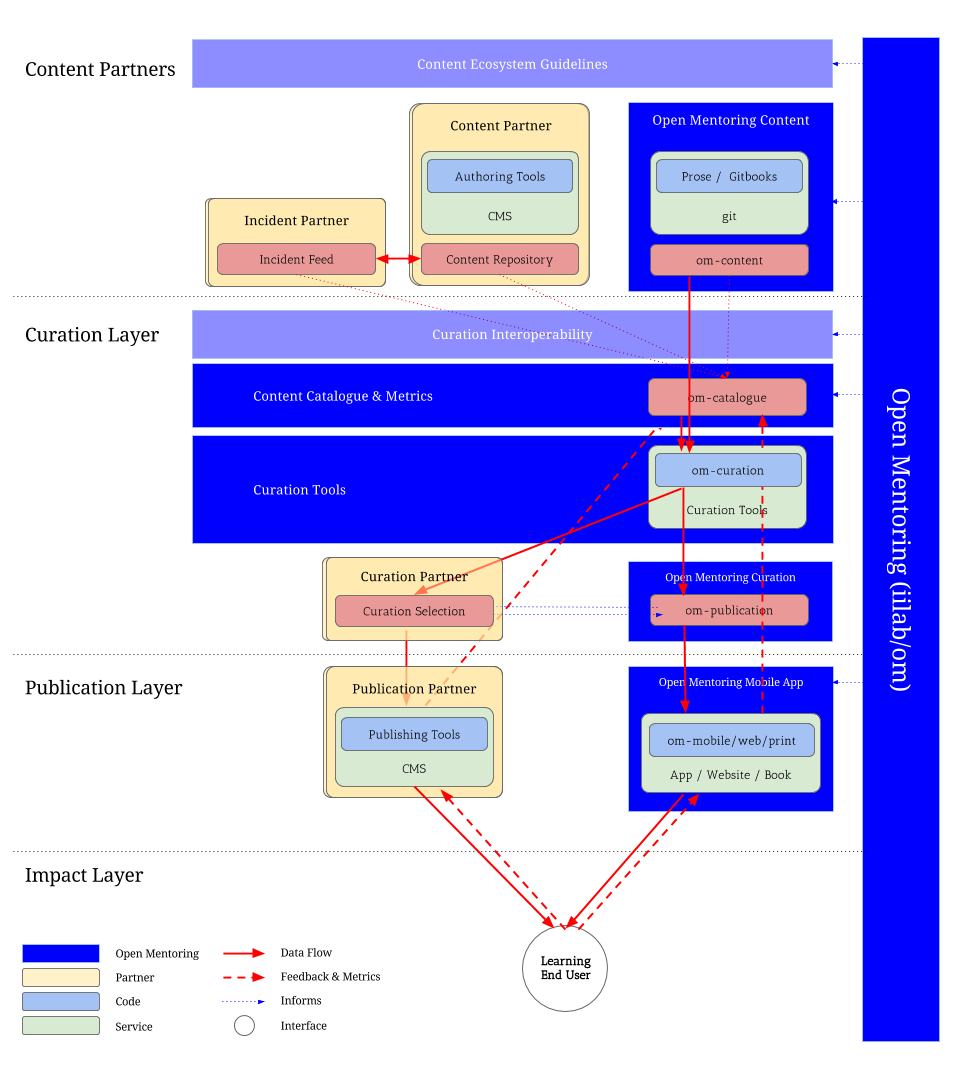 Content Partners
Content Ecosystem Guidelines
Content Partner
Authoring Tools
CMS
Content Repository
Incident Partner
Incident Feed
Open Mentoring Content
Prose / Gitbooks
git
om-content
Curation Layer
Curation Interoperability
Content Catalogue & Metrics
om-catalogue
Curation Tools
om-curation
Curation Tools
Curation Partner
Curation Selection
Open Mentoring Curation
om-publication
Publication Layer
Publication Partner
Publishing Tools
CMS
Open Mentoring Mobile App
om-mobile/web/print
App / Website / Book
Open Mentoring (iilab/om)
Impact Layer
Learning
End User
Open Mentoring
Partner
Code
Service
Data Flow
Feedback & Metrics
Informs
Interface